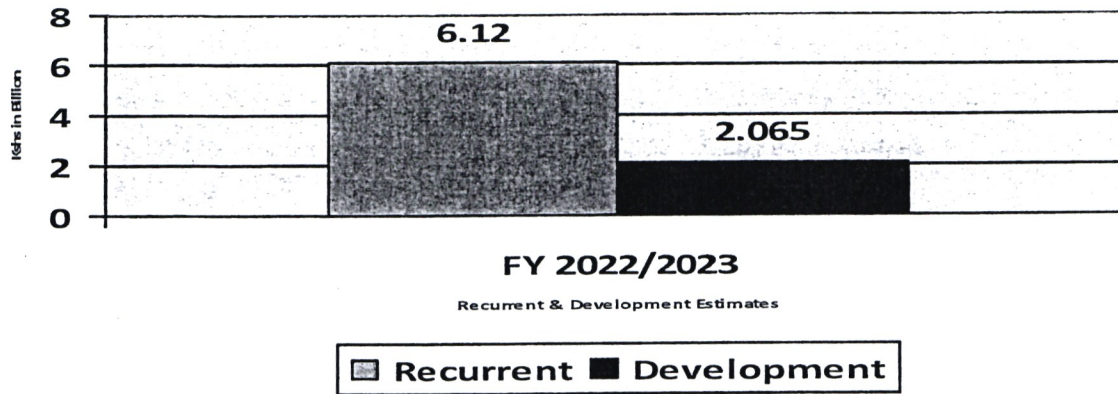 8
6.12
6
Kshs in Billion
4
2.065
2
0
FY 2022/2023
Recurrent & Development Estimates
Recurrent Development